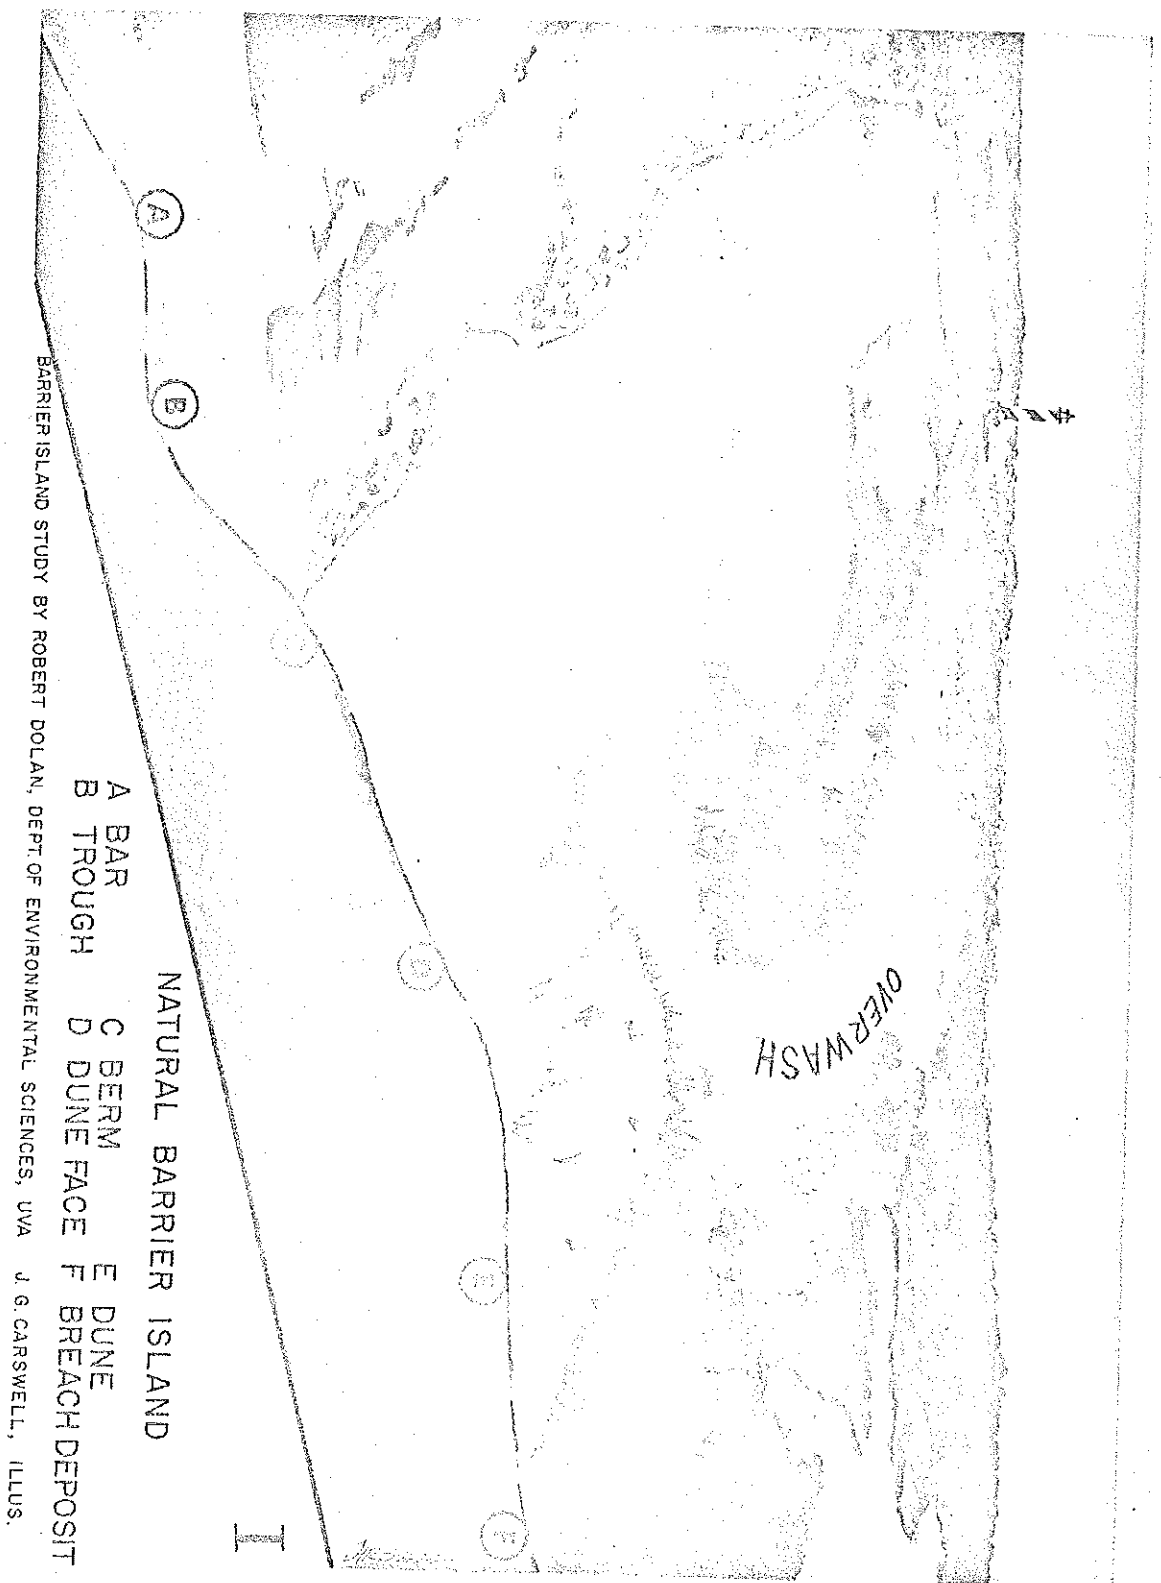 OVERWASH
A
B
C
D
E
F
NATURAL BARRIER ISLAND
A BAR C BERM E DUNE
B TROUGH D DUNE FACE F BREACH DEPOSIT
I
BARRIER ISLAND STUDY BY ROBERT DOLAN, DEPT. OF ENVIRONMENTAL SCIENCES, UVA J. G. CARSWELL, ILLUS.